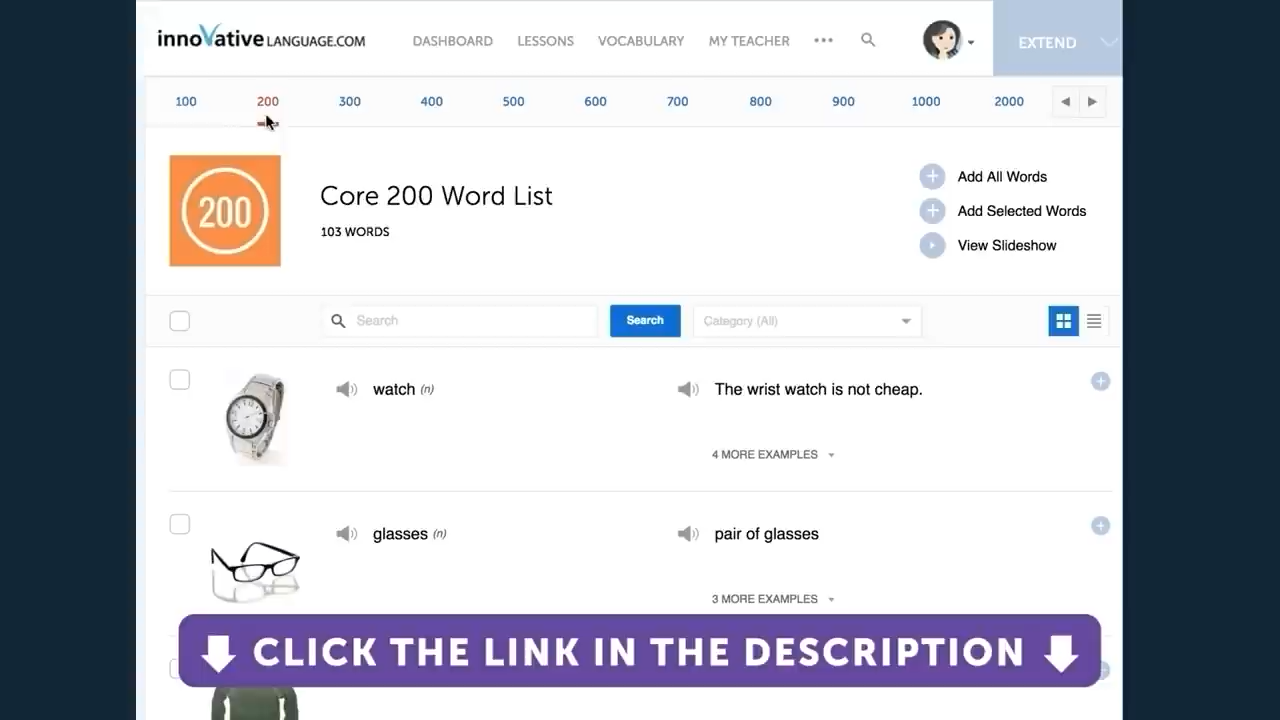 innoVative LANGUAGE.COM DASHBOARD LESSONS VOCABULARY MY TEACHER ••• EXTEND
100 200 300 400 500 600 700 800 900 1000 2000
200
Core 200 Word List
103 WORDS
Add All Words
Add Selected Words
View Slideshow
Search Search Category (All)
watch (n) The wrist watch is not cheap.
4 MORE EXAMPLES
glasses (n) pair of glasses
3 MORE EXAMPLES
CLICK THE LINK IN THE DESCRIPTION